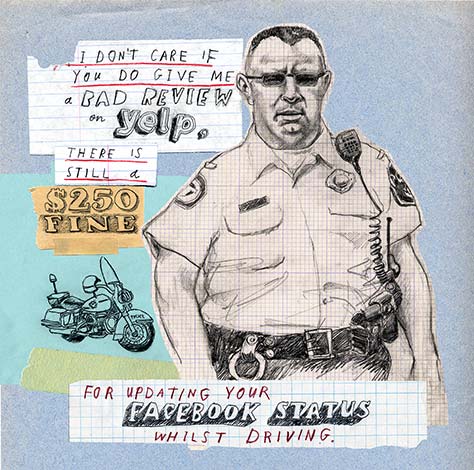 I DON'T CARE IF
YOU DO GIVE ME
a BAD REVIEW
on yelp,
THERE IS
STILL a
$250
FINE
FOR UPDATING YOUR
FACEBOOK STATUS
WHILST DRIVING.